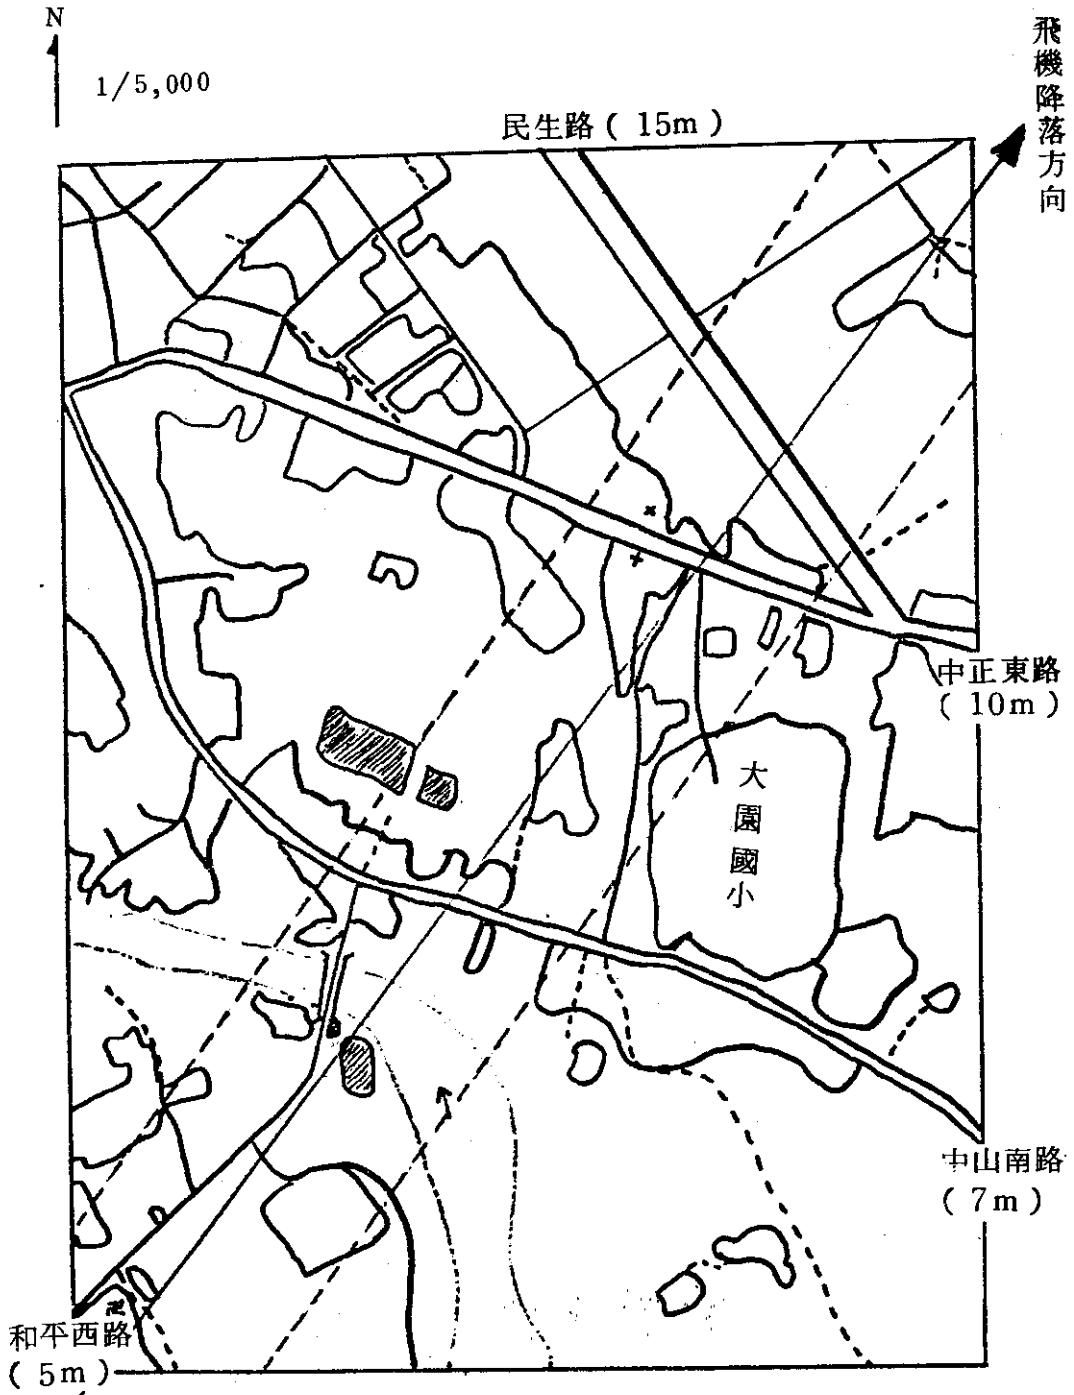 N
1/5,000
民生路 ( 15m )
飛機降落方向
中正東路
( 10m )
大園國小
中山南路
( 7m )
卍
和平西路
( 5m )